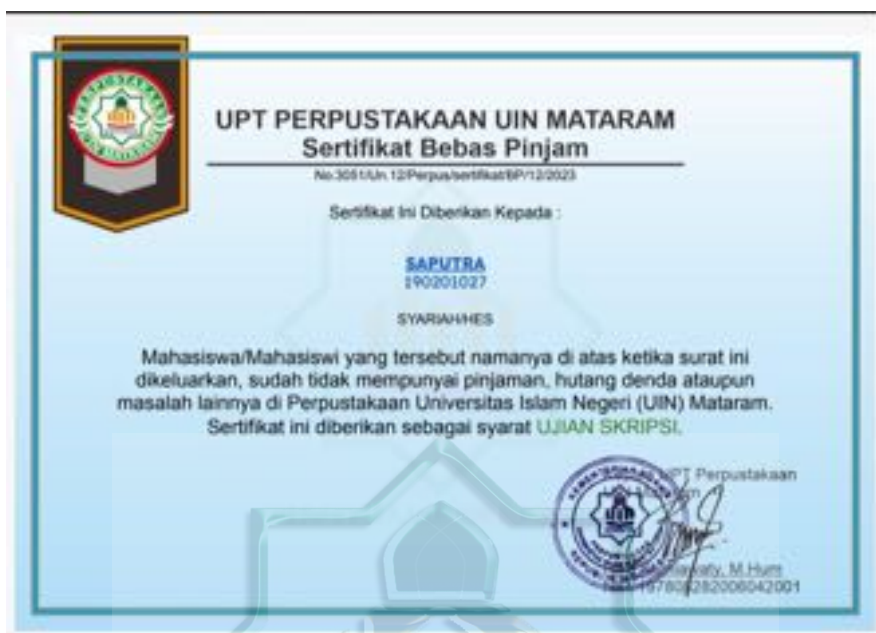 UPT PERPUSTAKAAN UIN MATARAM
Sertifikat Bebas Pinjam
No.3051/Un.12/Perpus/sertifikat/BP/12/2023
Sertifikat Ini Diberikan Kepada :
SAPUTRA
190201027
SYARIAH/HES
Mahasiswa/Mahasiswi yang tersebut namanya di atas ketika surat ini
dikeluarkan, sudah tidak mempunyai pinjaman, hutang denda ataupun
masalah lainnya di Perpustakaan Universitas Islam Negeri (UIN) Mataram.
Sertifikat ini diberikan sebagai syarat UJIAN SKRIPSI.
UPT Perpustakaan
M.Hum